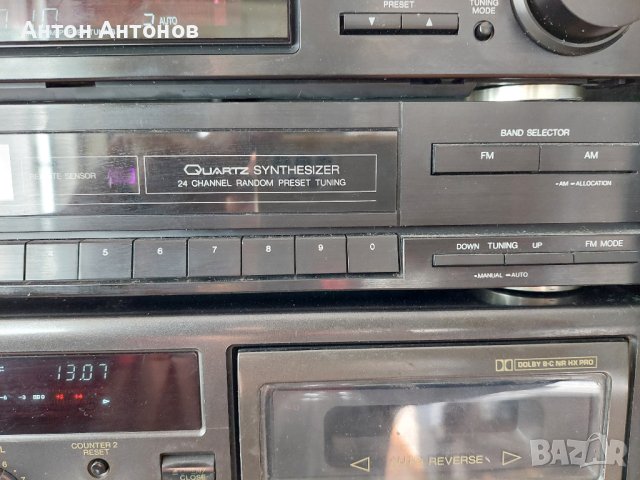 Антон Антонов
3 AUTO
PRESET
TUNING
MODE
BAND SELECTOR
FM AM
-AM-ALLOCATION
SENSOR
QUARTZ SYNTHESIZER
24 CHANNEL RANDOM PRESET TUNING
5 6 7 8 9 0
DOWN TUNING UP FM MODE
-MANUAL -AUTO
13.07
DOLBY B·C NR HX PRO
COUNTER 2
RESET
CLOSE
AUTO REVERSE
BAZAR